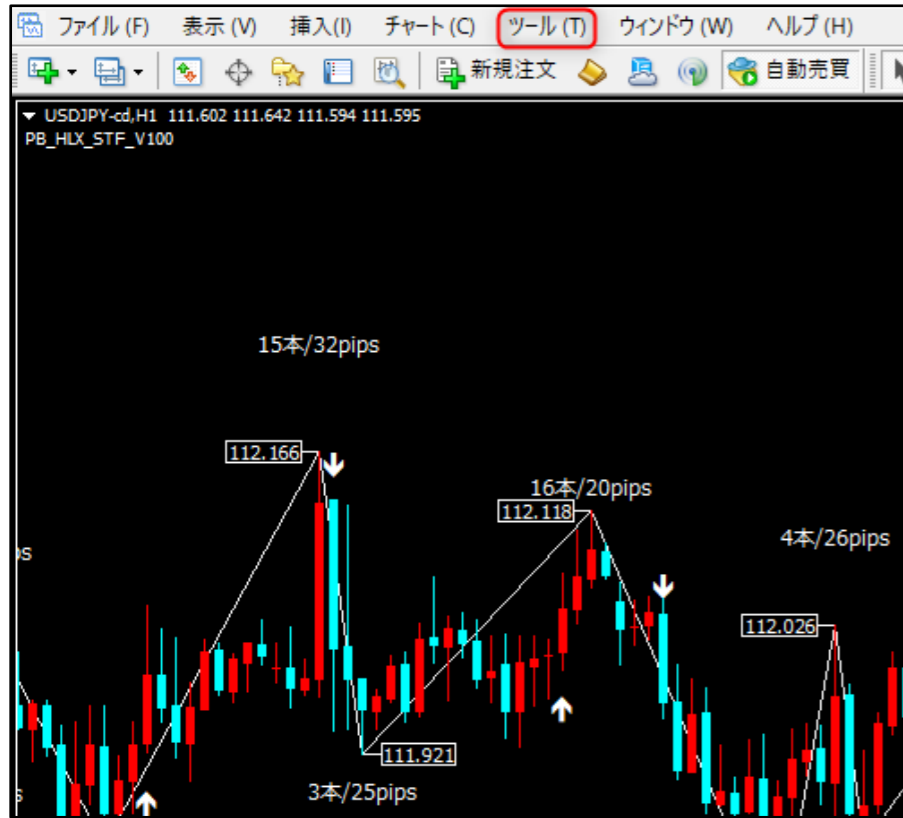 ファイル (F) 表示 (V) 挿入(I) チャート (C) ツール (T) ウィンドウ (W) ヘルプ (H)
新規注文 自動売買
USDJPY-cd,H1 111.602 111.642 111.594 111.595
PB_HLX_STF_V100
15本/32pips
112.166
16本/20pips
112.118
4本/26pips
112.026
111.921
3本/25pips